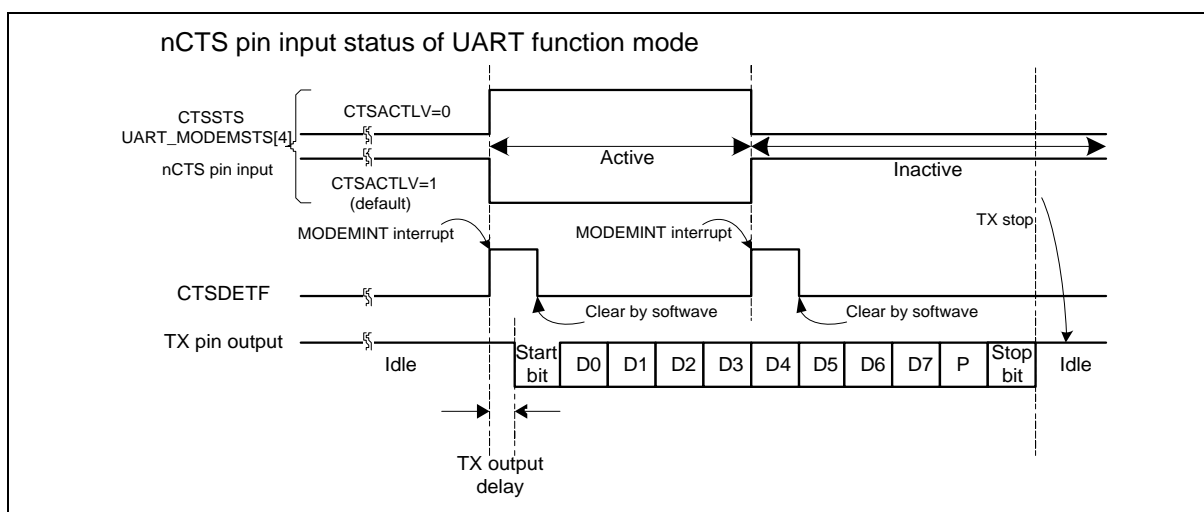 nCTS pin input status of UART function mode
CTSSTS
UART_MODEMSTS[4]
nCTS pin input
CTSACTLV=0
CTSACTLV=1
(default)
Active
Inactive
MODEMINT interrupt
MODEMINT interrupt
TX stop
CTSDETF
Clear by softwave
Clear by softwave
TX pin output
Idle
Start
bit
D0
D1
D2
D3
D4
D5
D6
D7
P
Stop
bit
Idle
TX output
delay